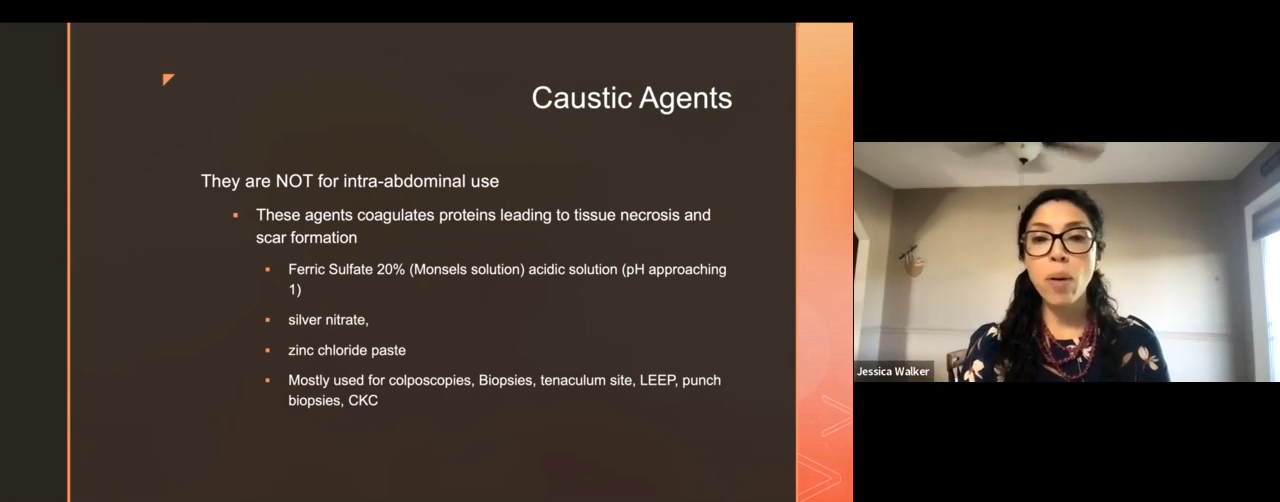 Caustic Agents
They are NOT for intra-abdominal use
These agents coagulates proteins leading to tissue necrosis and
scar formation
Ferric Sulfate 20% (Monsels solution) acidic solution (pH approaching
1)
silver nitrate,
zinc chloride paste
Mostly used for colposcopies, Biopsies, tenaculum site, LEEP, punch
biopsies, CKC
Jessica Walker